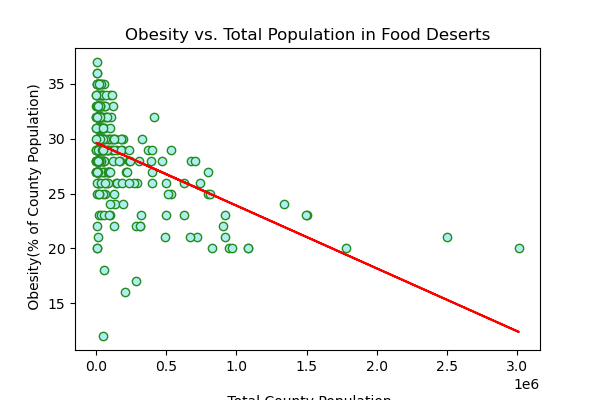 Obesity vs. Total Population in Food Deserts
Obesity(% of County Population)
35
30
25
20
15
0.0 0.5 1.0 1.5 2.0 2.5 3.0
1e6
Total County Population